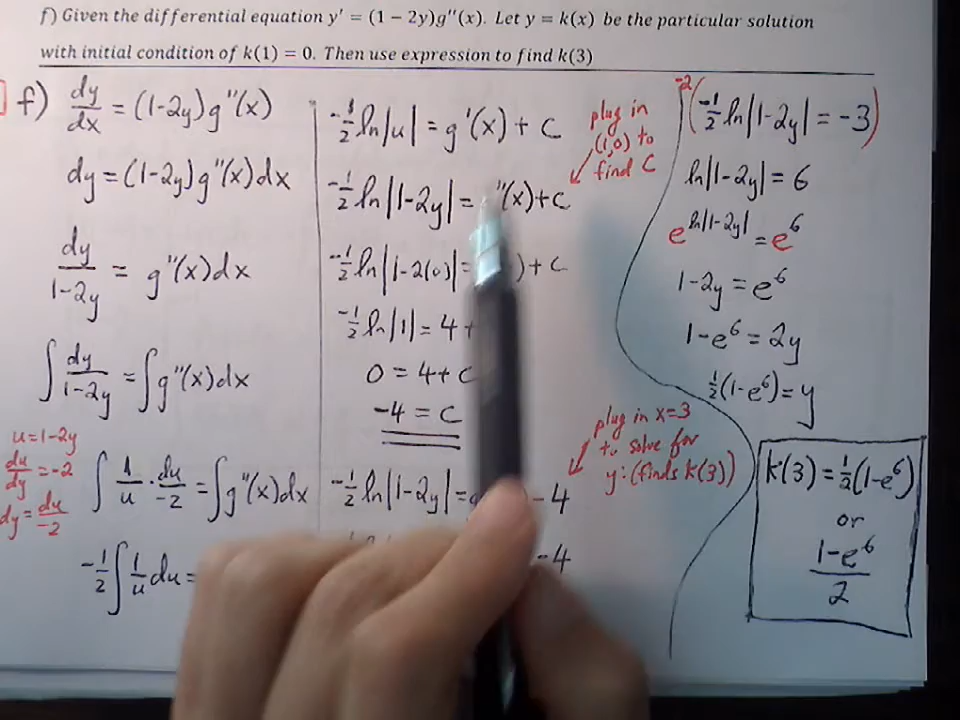 f) Given the differential equation y' = (1 − 2y)g''(x). Let y = k(x) be the particular solution
with initial condition of k(1) = 0. Then use expression to find k(3)
f) dy/dx = (1-2y)g''(x)
dy = (1-2y)g''(x)dx
dy/(1-2y) = g''(x)dx
∫ dy/(1-2y) = ∫g''(x)dx
u=1-2y
du/dy = -2
dy = du/-2
∫ 1/u · du/-2 = ∫g''(x)dx
-1/2 ∫ 1/u du =
-1/2 ln|u| = g'(x) + C
plug in
(1,0) to
find C
-1/2 ln|1-2y| = "(x)+C
-1/2 ln|1-2(0)| = ) + C
-1/2 ln|1| = 4 +
0 = 4 + C
-4 = C
plug in x=3
to solve for
y: (finds k(3))
-1/2 ln|1-2y| = - 4
-4
-2(-1/2 ln|1-2y| = -3)
ln|1-2y| = 6
e^ln|1-2y| = e^6
1-2y = e^6
1-e^6 = 2y
1/2(1-e^6) = y
k(3) = 1/2(1-e^6)
or
(1-e^6)/2